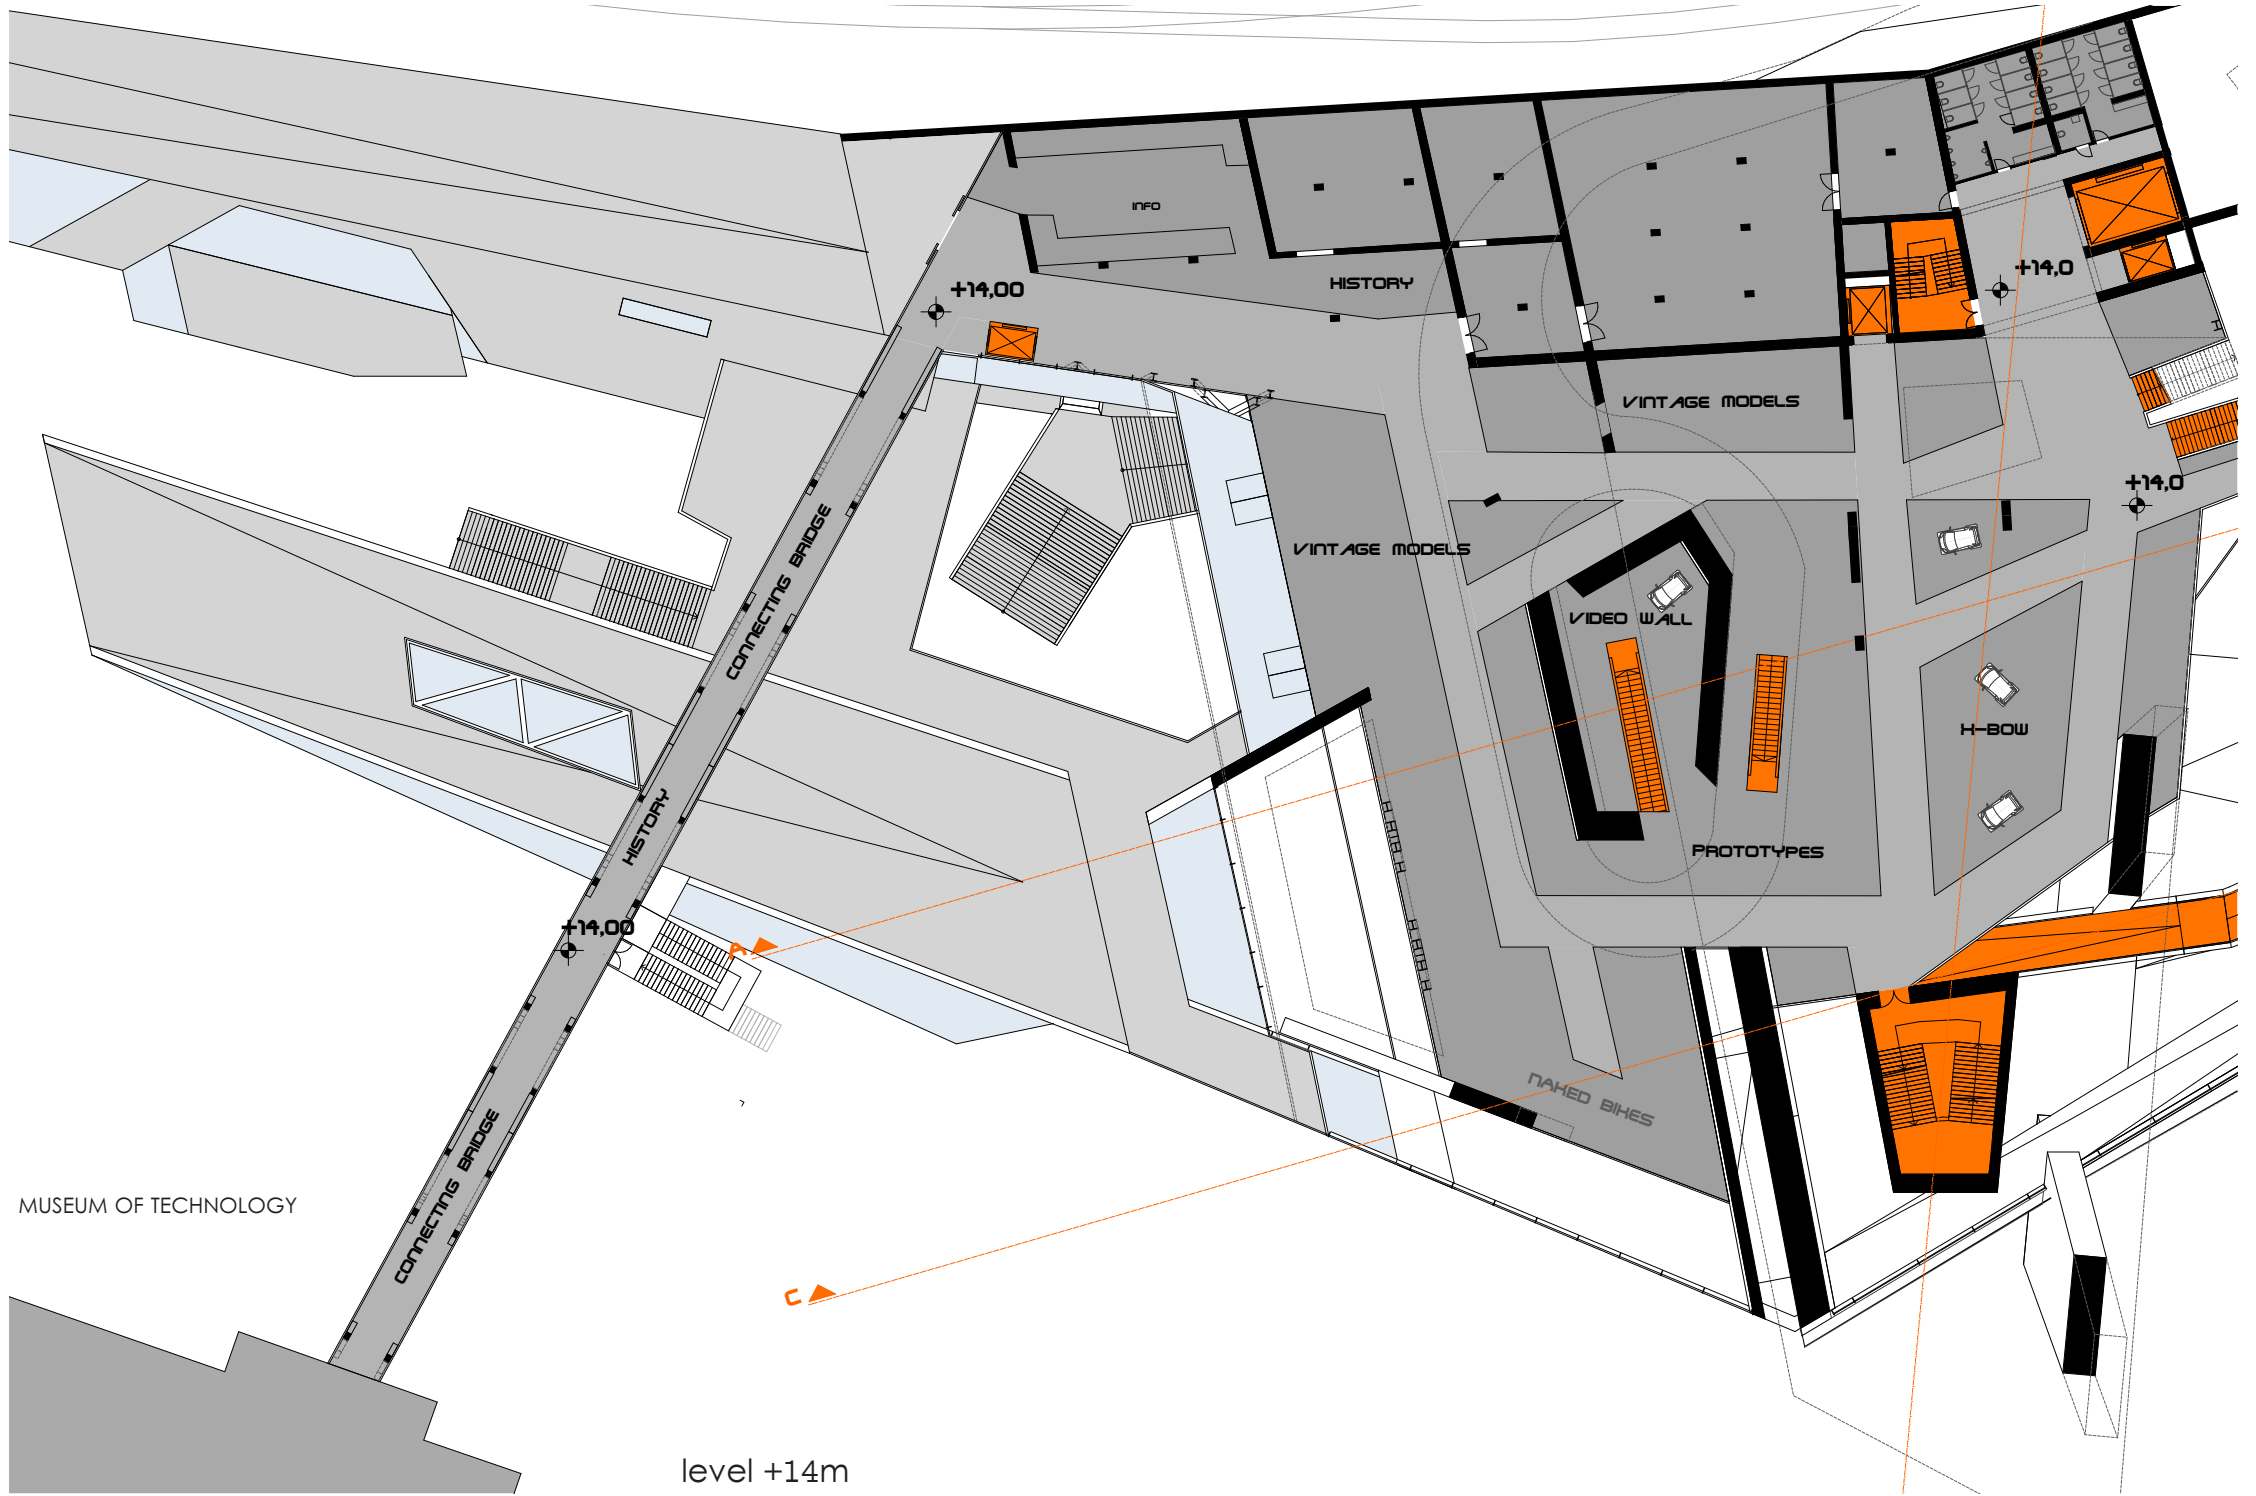 INFO
+14,00
HISTORY
+14,0
VINTAGE MODELS
+14,0
VINTAGE MODELS
CONNECTING BRIDGE
VIDEO WALL
X-BOW
HISTORY
PROTOTYPES
+14,00
A
NAKED BIKES
CONNECTING BRIDGE
MUSEUM OF TECHNOLOGY
C
level +14m